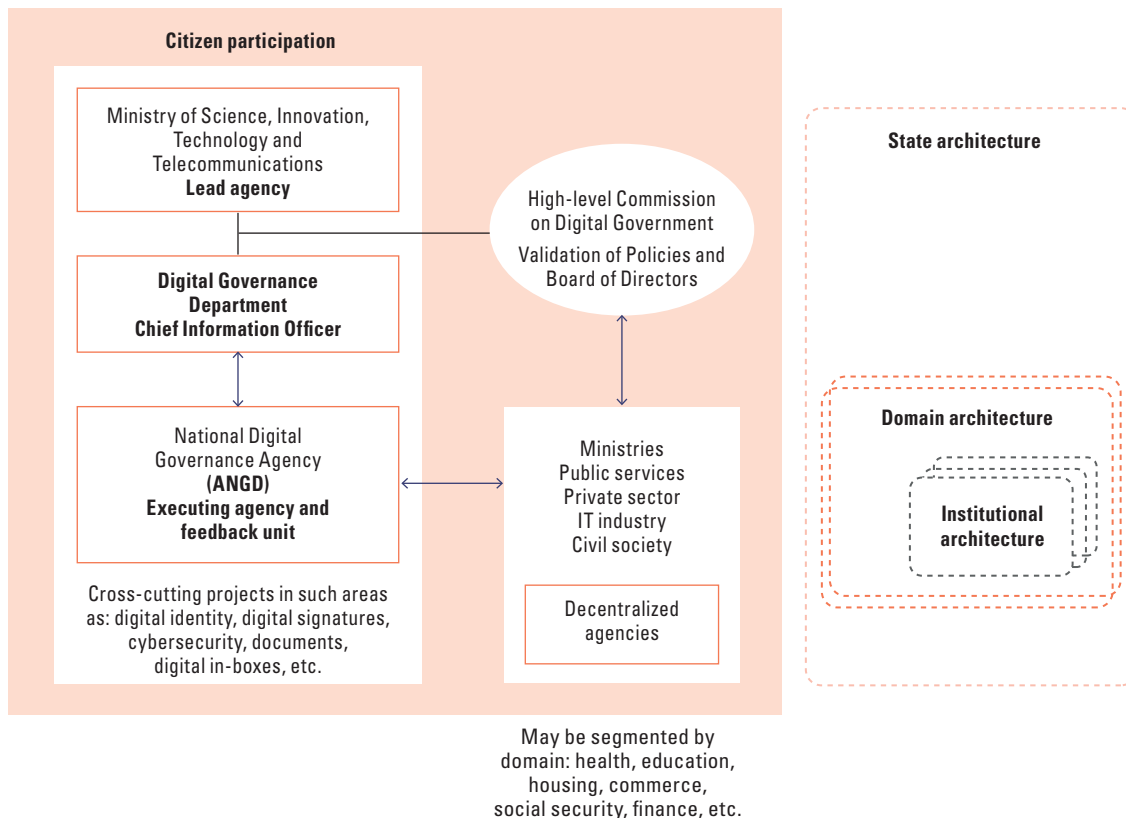 Citizen participation
Ministry of Science, Innovation,
Technology and
Telecommunications
Lead agency
Digital Governance
Department
Chief Information Officer
National Digital
Governance Agency
(ANGD)
Executing agency and
feedback unit
Cross-cutting projects in such areas
as: digital identity, digital signatures,
cybersecurity, documents,
digital in-boxes, etc.
High-level Commission
on Digital Government
Validation of Policies and
Board of Directors
Ministries
Public services
Private sector
IT industry
Civil society
Decentralized
agencies
May be segmented by
domain: health, education,
housing, commerce,
social security, finance, etc.
State architecture
Domain architecture
Institutional
architecture